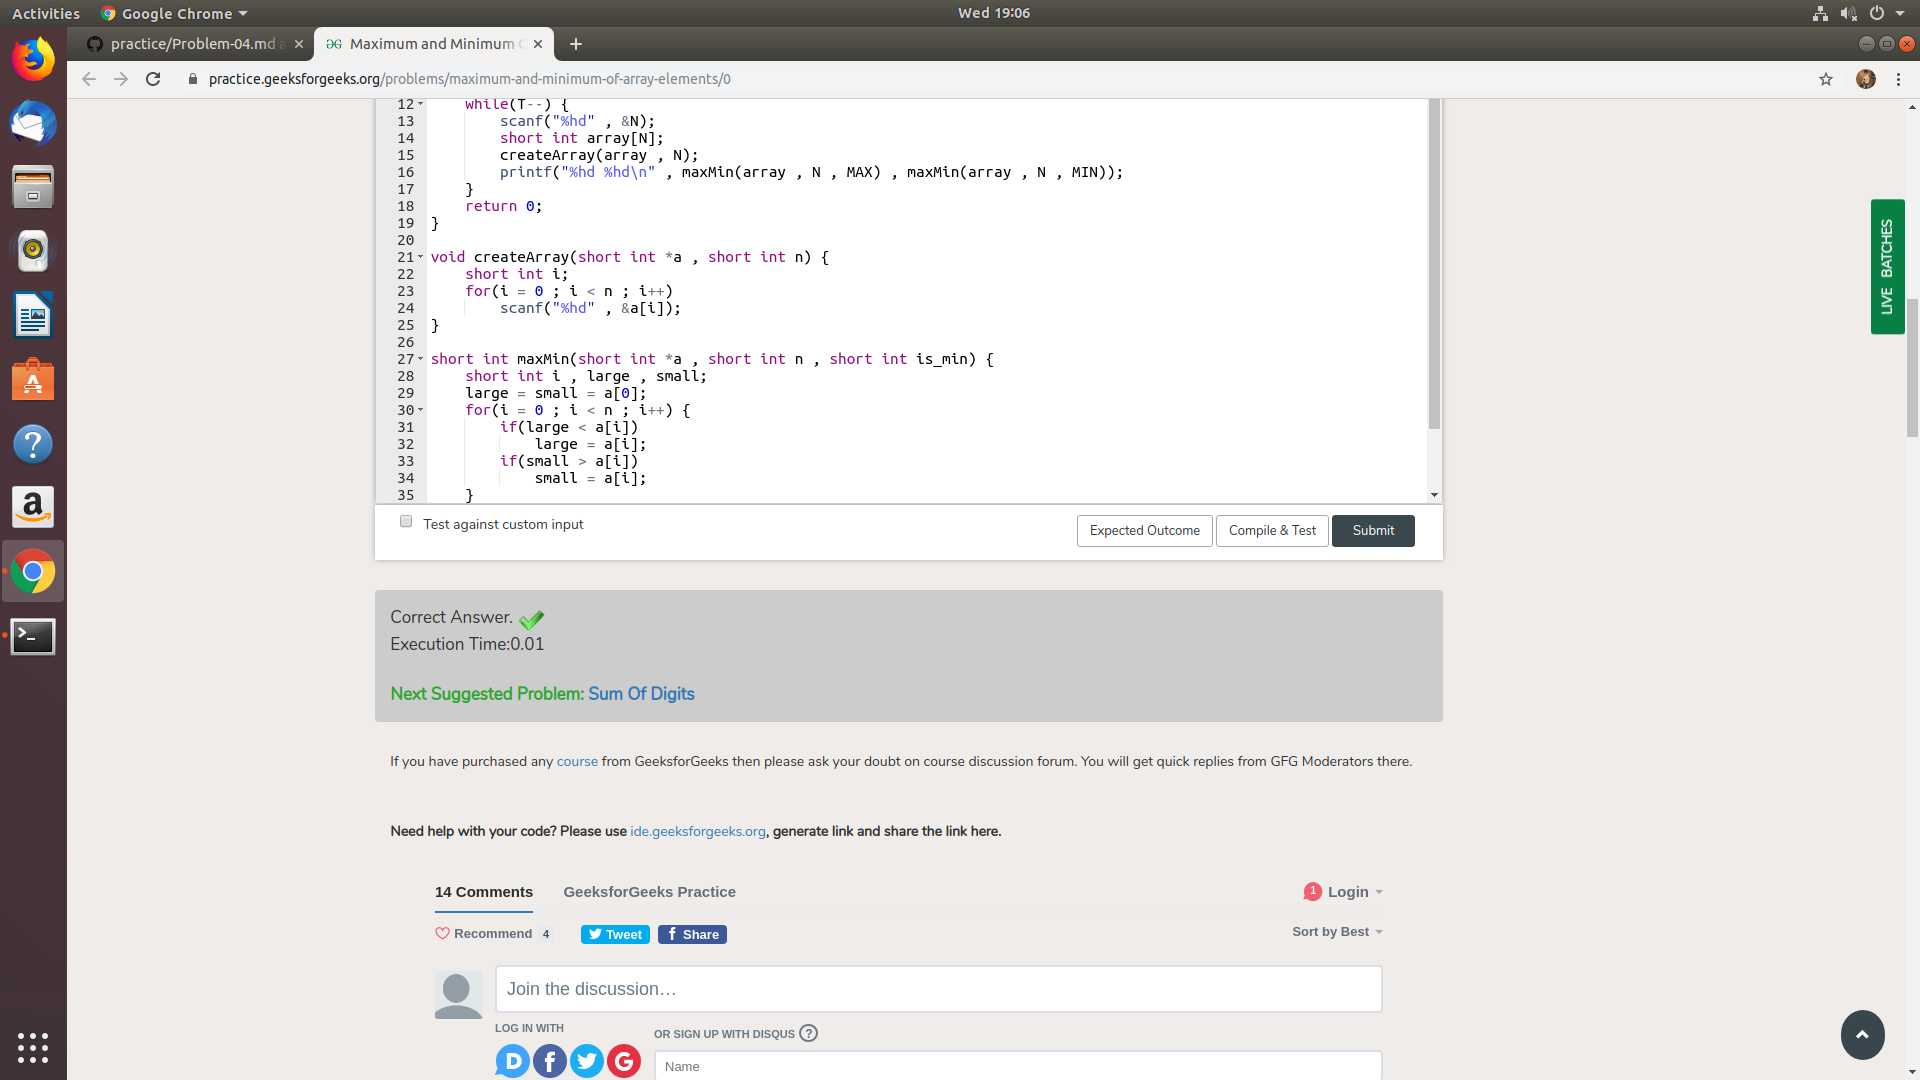 Activities Google Chrome Wed 19:06
practice/Problem-04.md a Maximum and Minimum O
practice.geeksforgeeks.org/problems/maximum-and-minimum-of-array-elements/0
12 while(T--) {
13 scanf("%hd" , &N);
14 short int array[N];
15 createArray(array , N);
16 printf("%hd %hd\n" , maxMin(array , N , MAX) , maxMin(array , N , MIN));
17 }
18 return 0;
19 }
20
21 void createArray(short int *a , short int n) {
22 short int i;
23 for(i = 0 ; i < n ; i++)
24 scanf("%hd" , &a[i]);
25 }
26
27 short int maxMin(short int *a , short int n , short int is_min) {
28 short int i , large , small;
29 large = small = a[0];
30 for(i = 0 ; i < n ; i++) {
31 if(large < a[i])
32 large = a[i];
33 if(small > a[i])
34 small = a[i];
35 }
LIVE BATCHES
Test against custom input Expected Outcome Compile & Test Submit
Correct Answer.
Execution Time:0.01
Next Suggested Problem: Sum Of Digits
If you have purchased any course from GeeksforGeeks then please ask your doubt on course discussion forum. You will get quick replies from GFG Moderators there.
Need help with your code? Please use ide.geeksforgeeks.org, generate link and share the link here.
14 Comments GeeksforGeeks Practice 1 Login
Recommend 4 Tweet f Share Sort by Best
Join the discussion…
LOG IN WITH OR SIGN UP WITH DISQUS ?
D f G
Name